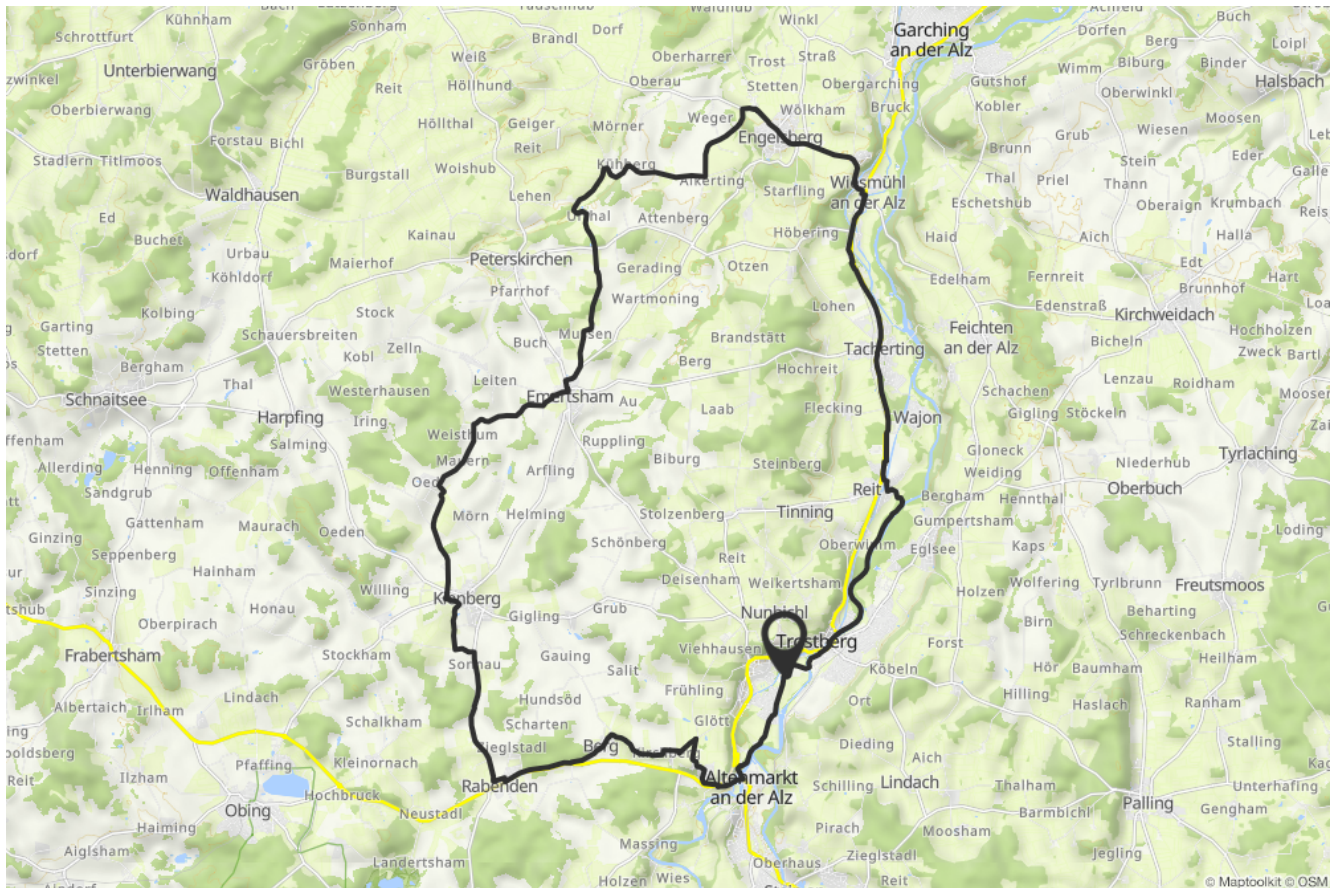 Kühnham
Taubenhub
Waldhub
Winkl
Garching
an der Alz
Achfeld
Buch
Schrottfurt
Sonham
Brandl
Dorf
Dorfen
Berg
Loipl
Unterbierwang
Gröben
Weiß
Oberharrer
Trost
Straß
Wimm
Biburg
Binder
Halsbach
Reit
Höllhund
Oberau
Stetten
Obergarching
Gutshof
Oberwinkl
Oberbierwang
Weger
Wölkham
Bruck
Kobler
Moosen
Höllthal
Geiger
Mörner
Engelsberg
Grub
Wiesen
Forstau
Bichl
Reit
Brunn
Stadlern
Titlmoos
Burgstall
Wolshub
Kühberg
Stein
Eder
Waldhausen
Lehen
Alkerting
Starfling
Wiesmühl
an der Alz
Thal
Priel
Thann
Oberaign
Krumbach
Ed
Attenberg
Eschetshub
Buchet
Kainau
Höbering
Haid
Aich
Halla
Urbau
Maierhof
Peterskirchen
Gerading
Otzen
Edt
Köhldorf
Edelham
Fernreit
Brunnhof
Hart
Pfarrhof
Wartmoning
Kolbing
Stock
Lohen
Edenstraß
Kirchweidach
Garting
Schauersbreiten
Feichten
an der Alz
Hochholzen
Stetten
Zelln
Buch
Brandstätt
Tacherting
Bicheln
Zweck
Bartl
Bergham
Kobl
Berg
Hochreit
Thal
Westerhausen
Leiten
Schachen
Lenzau
Roidham
Schnaitsee
Emertsham
Au
Harpfing
Iring
Laab
Flecking
Wajon
Gigling
Stöckeln
Weisthum
Ruppling
Salming
Gloneck
Allerding
Henning
Offenham
Arfling
Biburg
Steinberg
Weiding
Niederhub
Tyrlaching
Sandgrub
Reit
Bergham
Hennthal
Oberbuch
Gattenham
Maurach
Mörn
Helming
Stolzenberg
Tinning
Gumpertsham
Loding
Ginzing
Oeden
Schönberg
Oberwimm
Eglsee
Kaps
Seppenberg
Reit
Hainham
Deisenham
Weikertsham
Wolfering
Tyrlbrunn
Freutsmoos
Sinzing
Willing
Kienberg
Holzen
Honau
Grub
Nunbichl
Gigling
Beharting
Oberpirach
Trostberg
Birn
Schreckenbach
Viehhausen
Forst
Frabertsham
Stockham
Gauing
Salit
Köbeln
Hör
Baumham
Heilham
Lindach
Frühling
Hilling
Albertaich
Irlham
Hundsöd
Ort
Haslach
Ranham
Schalkham
Scharten
Glött
Dieding
Stalling
Kleinornach
Berg
Aich
Pfaffing
Altenmarkt
an der Alz
Ilzham
Rabenden
Schilling
Lindach
Thalham
Unterhafing
Reit
Hochbruck
Obing
Neustadl
Palling
Gengham
Haiming
Pirach
Moosham
Barmbichl
Massing
Aiglsham
Landertsham
Oberhaus
Zieglstadl
Jegling
Holzen
Wies
Reit
© Maptoolkit © OSM